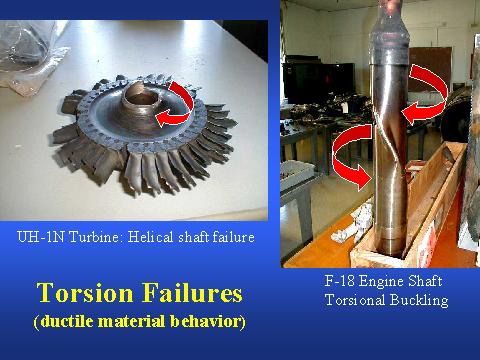 UH-1N Turbine: Helical shaft failure
F-18 Engine Shaft
Torsional Buckling
Torsion Failures
(ductile material behavior)